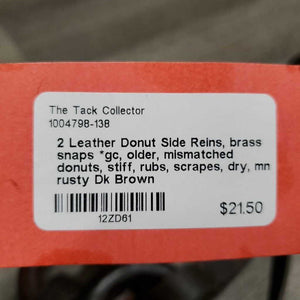 The Tack Collector
1004798-138
2 Leather Donut Side Reins, brass
snaps *gc, older, mismatched
donuts, stiff, rubs, scrapes, dry, mn
rusty Dk Brown
12ZD61
$21.50